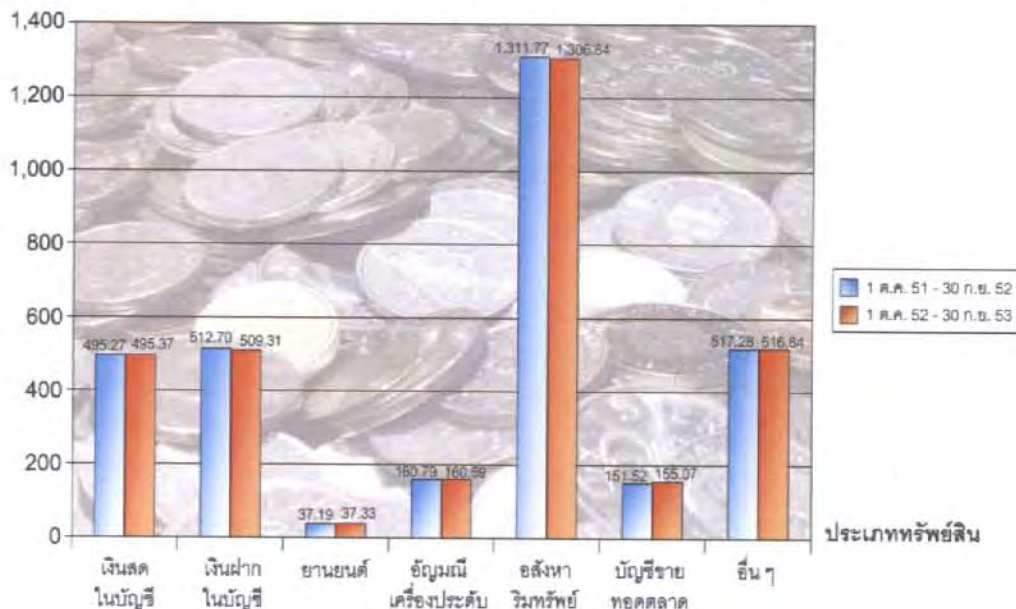 1,400
1,200
1,000
800
600
400
200
0
495.27 495.37
512.70 509.31
37.19 37.33
160.79 160.59
1,311.77 1,306.84
151.52 155.07
517.28 516.64
1 ต.ค. 51 - 30 ก.ย. 52
1 ต.ค. 52 - 30 ก.ย. 53
ประเภททรัพย์สิน
เงินสด
ในบัญชี
เงินฝาก
ในบัญชี
ยานยนต์
อัญมณี
เครื่องประดับ
อสังหา
ริมทรัพย์
บัญชีขาย
ทอดตลาด
อื่น ๆ